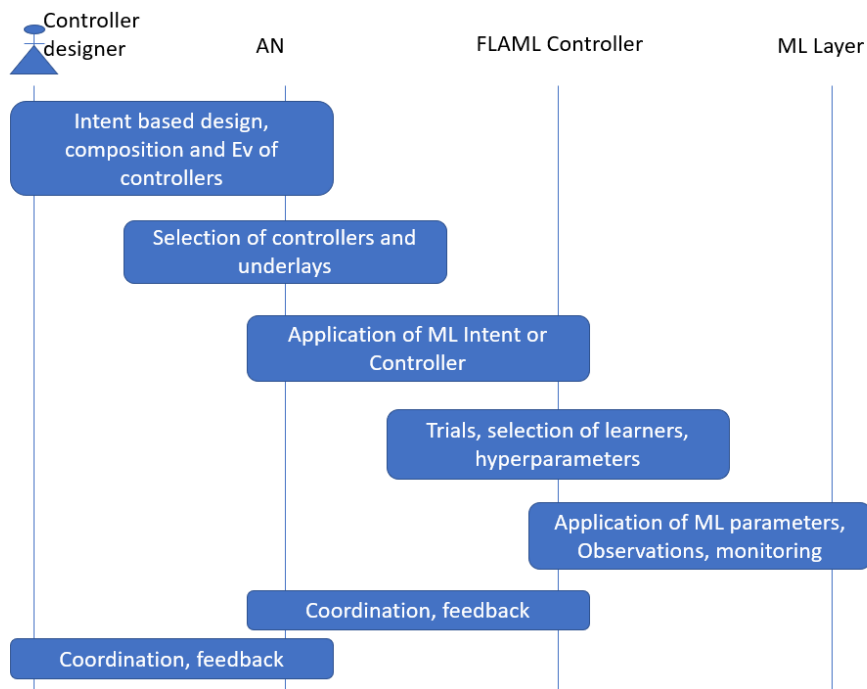 Controller
designer
AN
FLAML Controller
ML Layer
Intent based design,
composition and Ev of
controllers
Selection of controllers and
underlays
Application of ML Intent or
Controller
Trials, selection of learners,
hyperparameters
Application of ML parameters,
Observations, monitoring
Coordination, feedback
Coordination, feedback